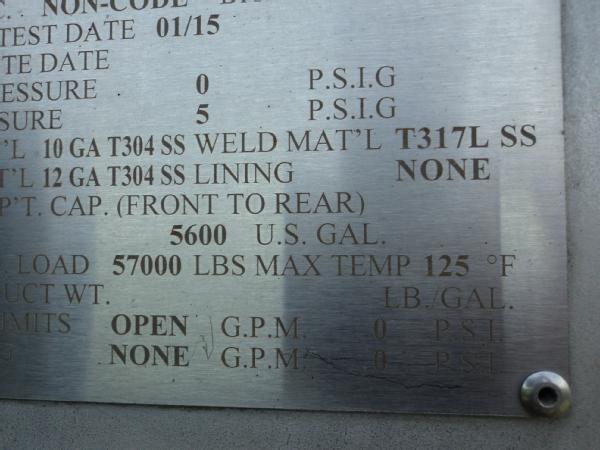 NON-CODE
TEST DATE 01/15
TE DATE
ESSURE 0 P.S.I.G
SURE 5 P.S.I.G
'L 10 GA T304 SS WELD MAT'L T317L SS
T'L 12 GA T304 SS LINING NONE
P'T. CAP. (FRONT TO REAR)
5600 U.S. GAL.
LOAD 57000 LBS MAX TEMP 125 °F
UCT WT. LB./GAL.
IMITS OPEN G.P.M. 0 P.S.I.
G NONE G.P.M. 0 P.S.I.